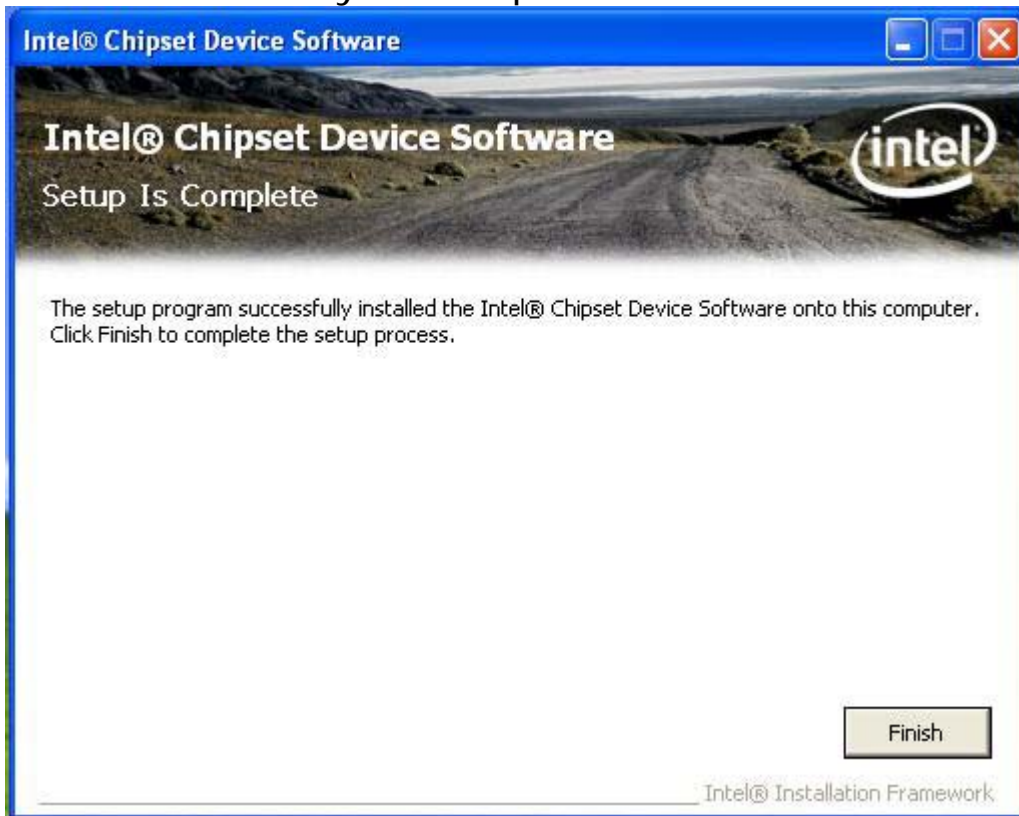 Intel® Chipset Device Software
Intel® Chipset Device Software
intel
Setup Is Complete
The setup program successfully installed the Intel® Chipset Device Software onto this computer.
Click Finish to complete the setup process.
Finish
Intel® Installation Framework